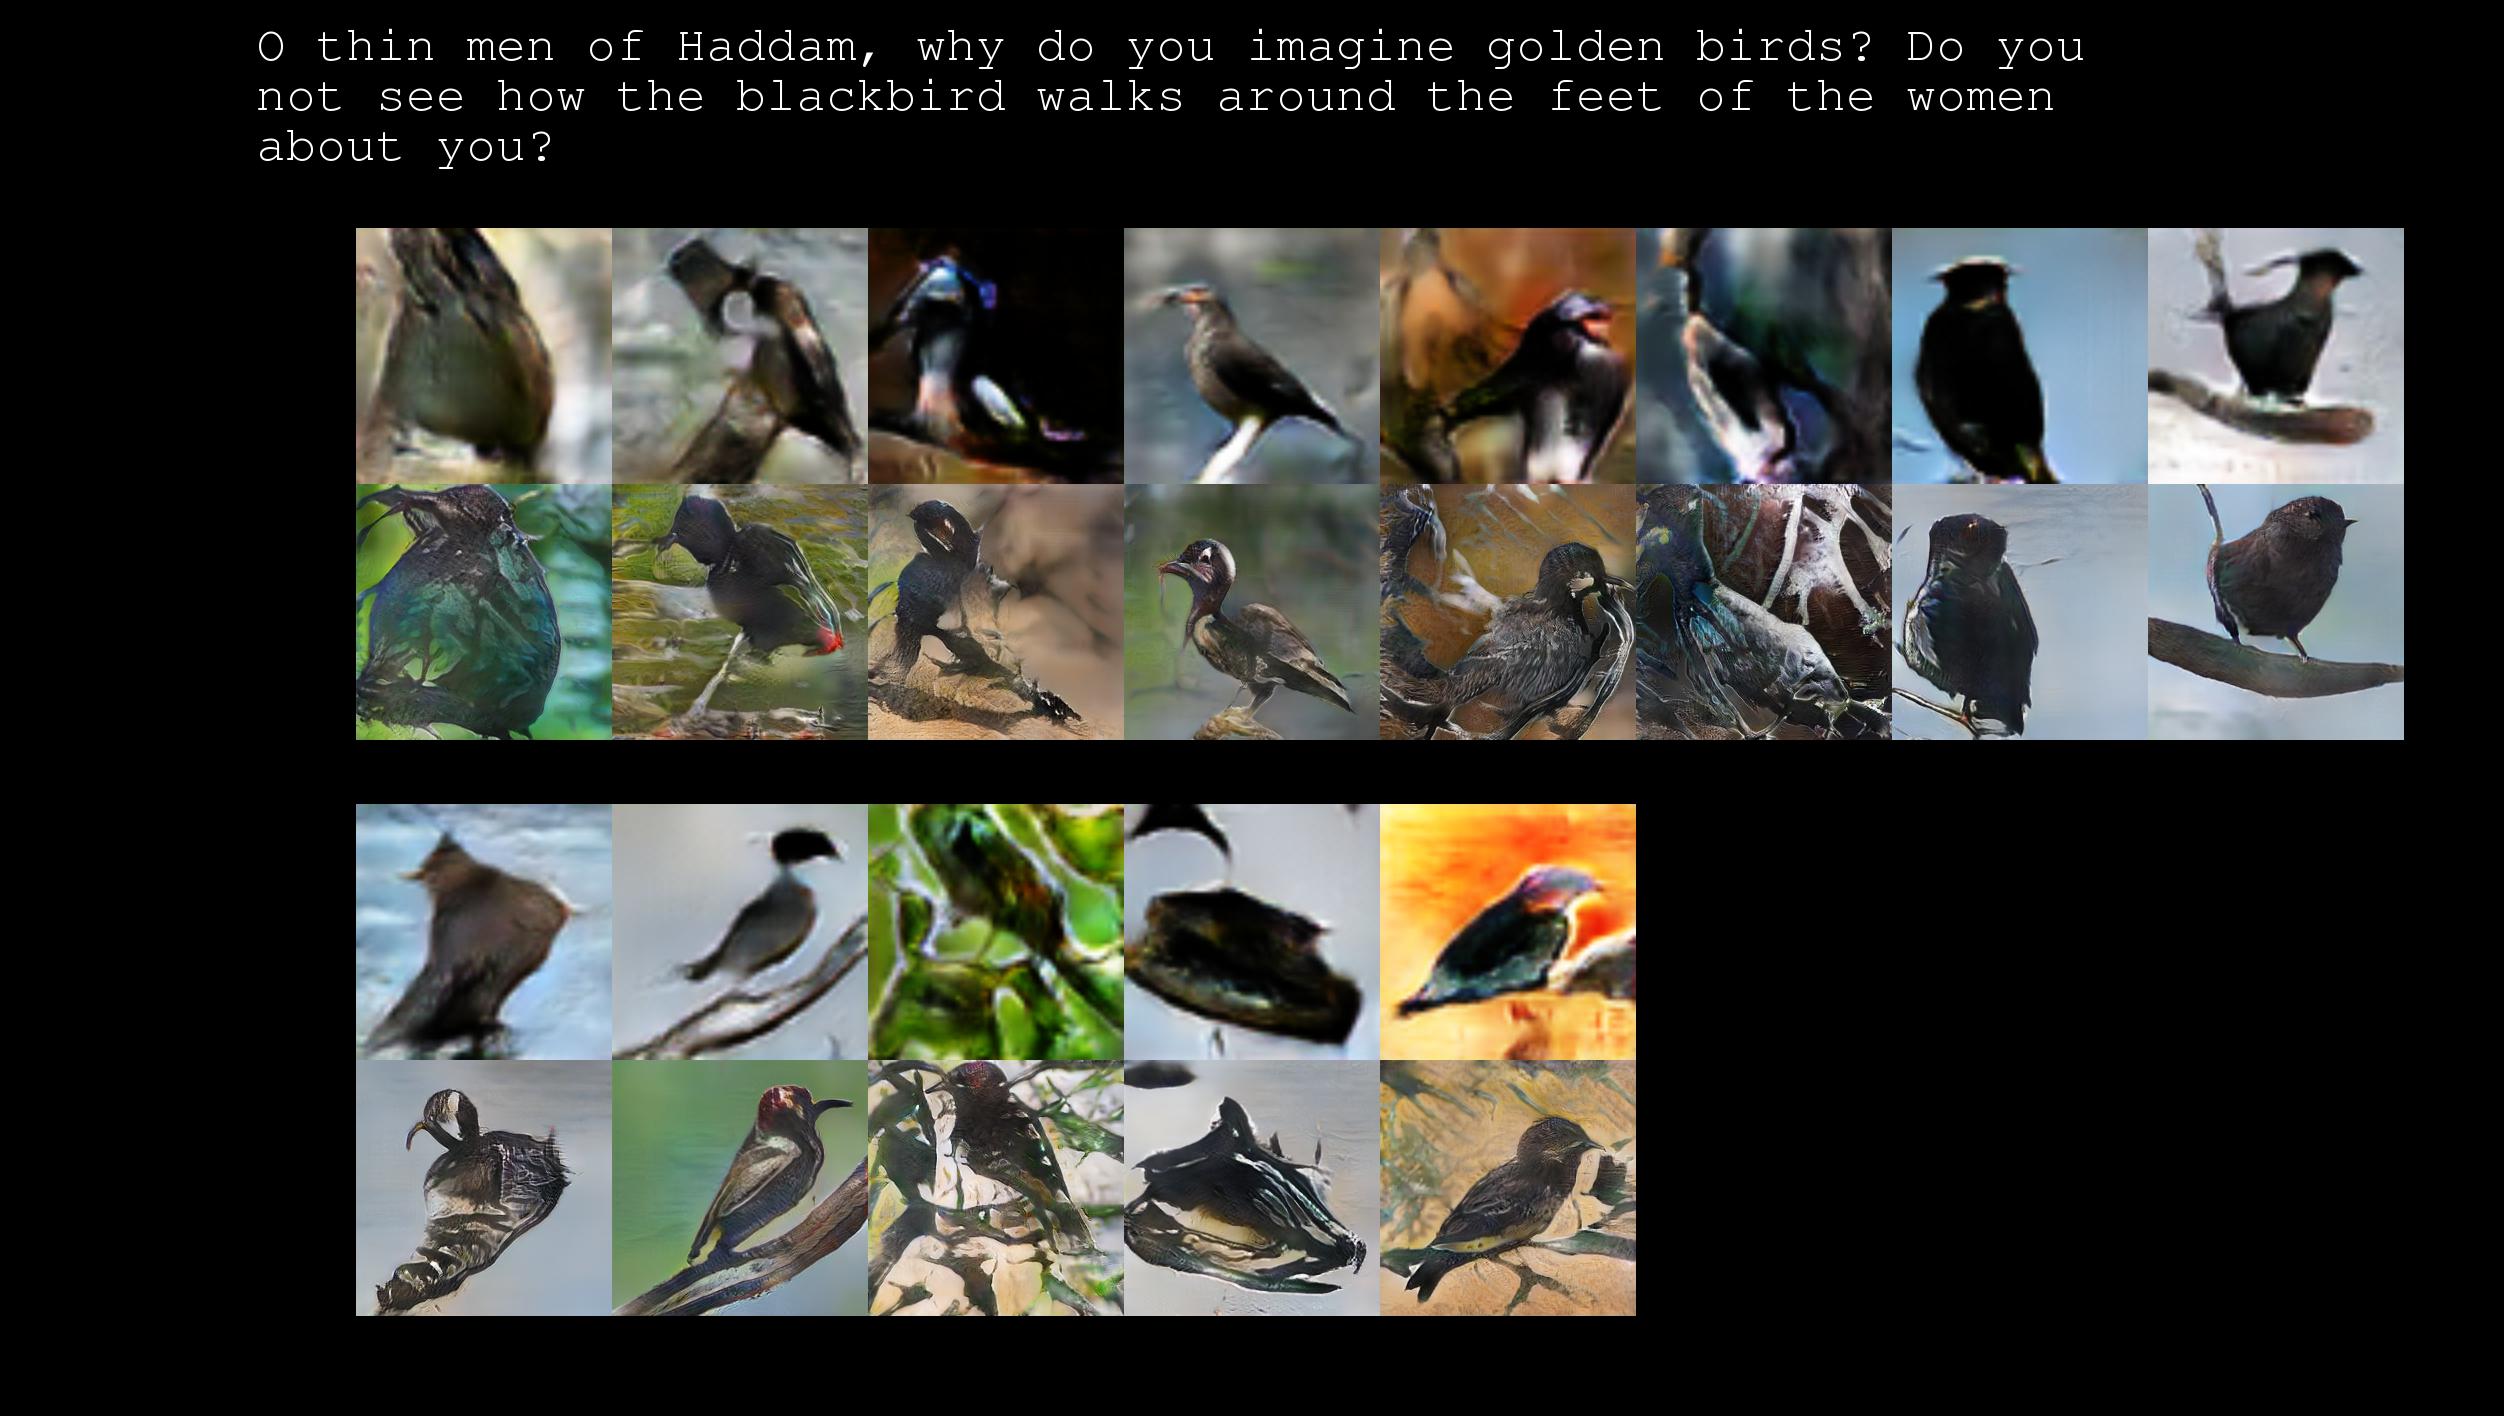 O thin men of Haddam, why do you imagine golden birds? Do you
not see how the blackbird walks around the feet of the women
about you?